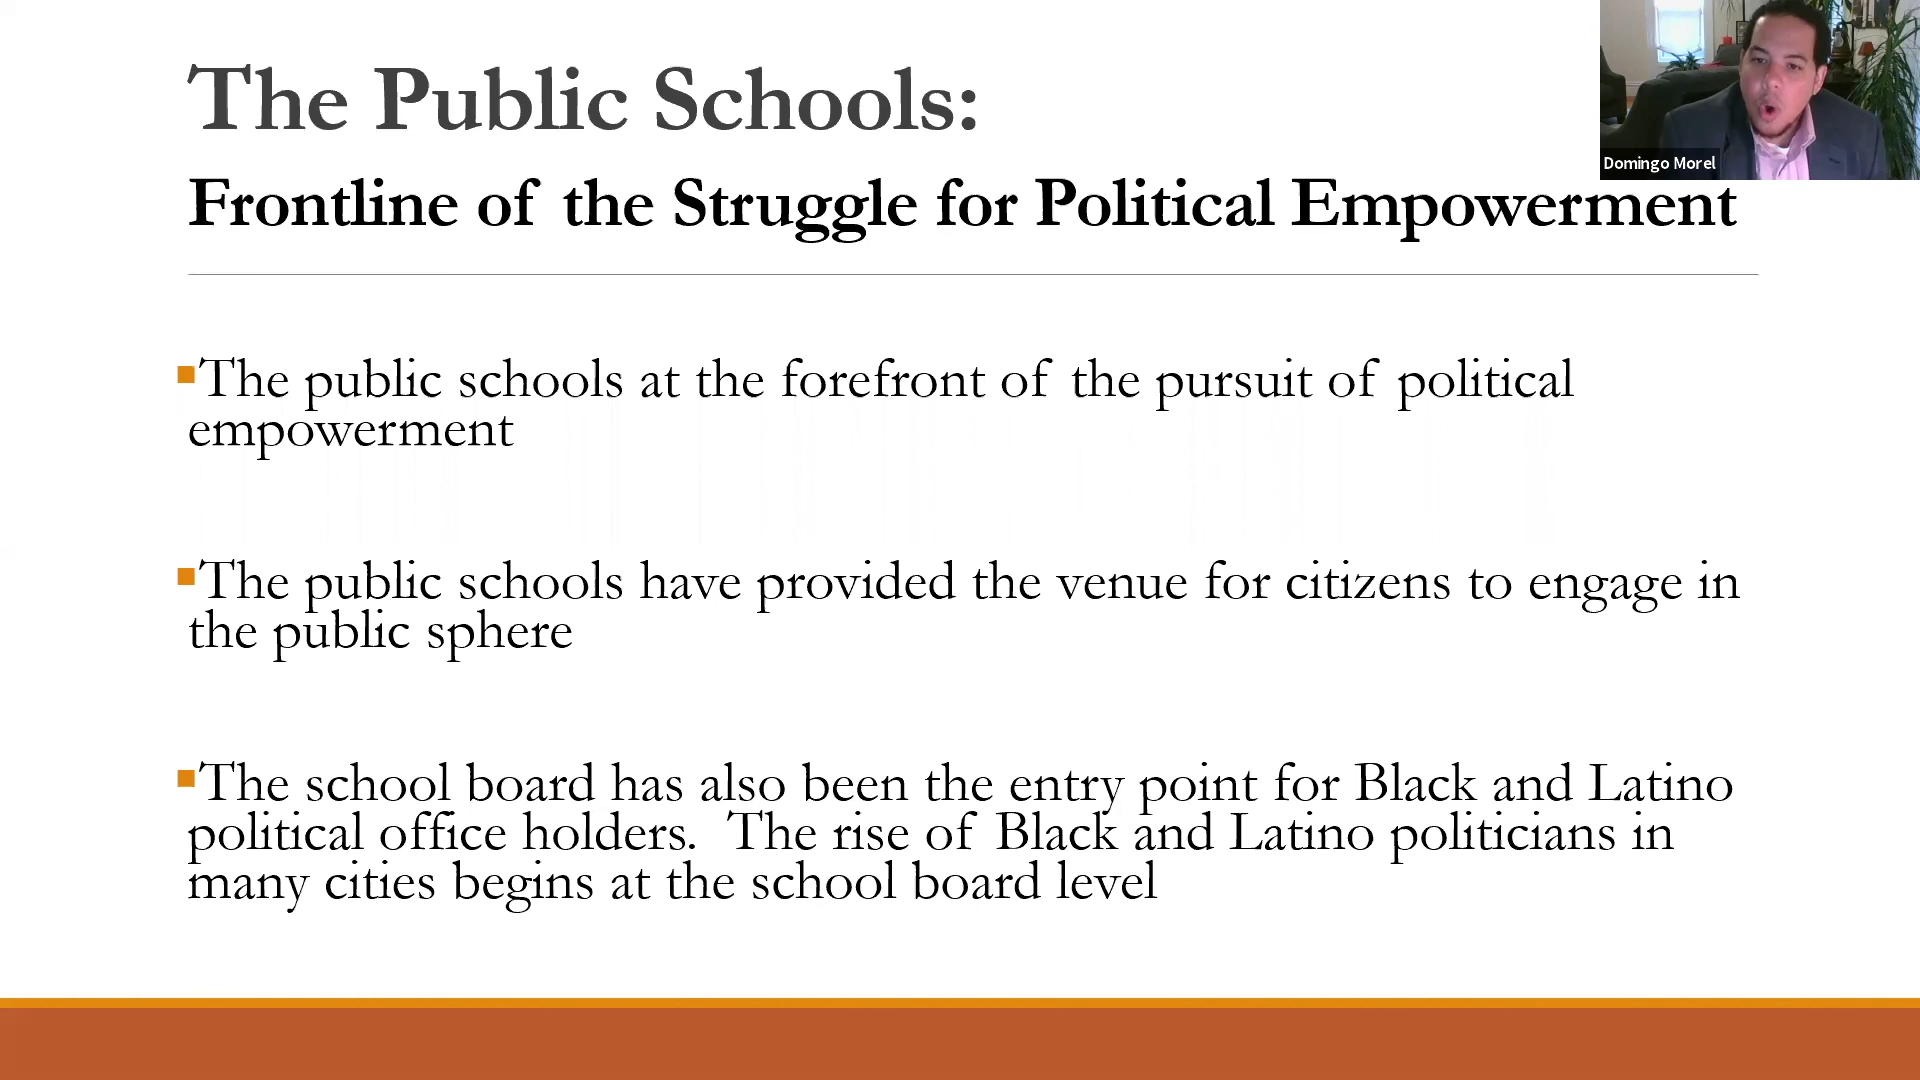 The Public Schools:
Domingo Morel
Frontline of the Struggle for Political Empowerment
▪The public schools at the forefront of the pursuit of political
empowerment
▪The public schools have provided the venue for citizens to engage in
the public sphere
▪The school board has also been the entry point for Black and Latino
political office holders.  The rise of Black and Latino politicians in
many cities begins at the school board level